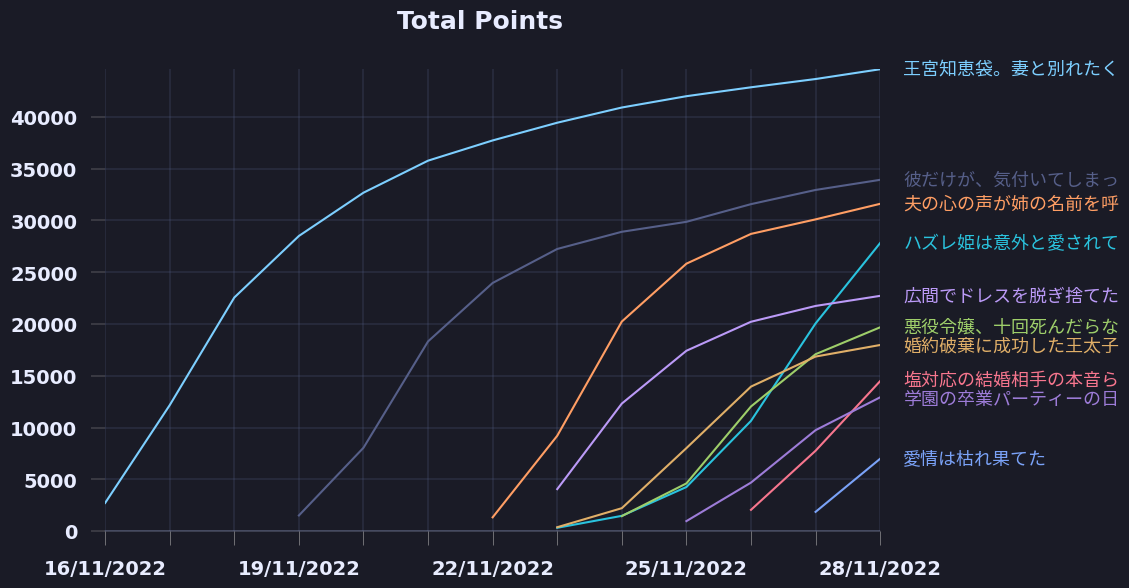 Total Points
40000
35000
30000
25000
20000
15000
10000
5000
0
16/11/2022
19/11/2022
22/11/2022
25/11/2022
28/11/2022
王宮知恵袋。妻と別れたく
彼だけが、気付いてしまっ
夫の心の声が姉の名前を呼
ハズレ姫は意外と愛されて
広間でドレスを脱ぎ捨てた
悪役令嬢、十回死んだらな
婚約破棄に成功した王太子
塩対応の結婚相手の本音ら
学園の卒業パーティーの日
愛情は枯れ果てた